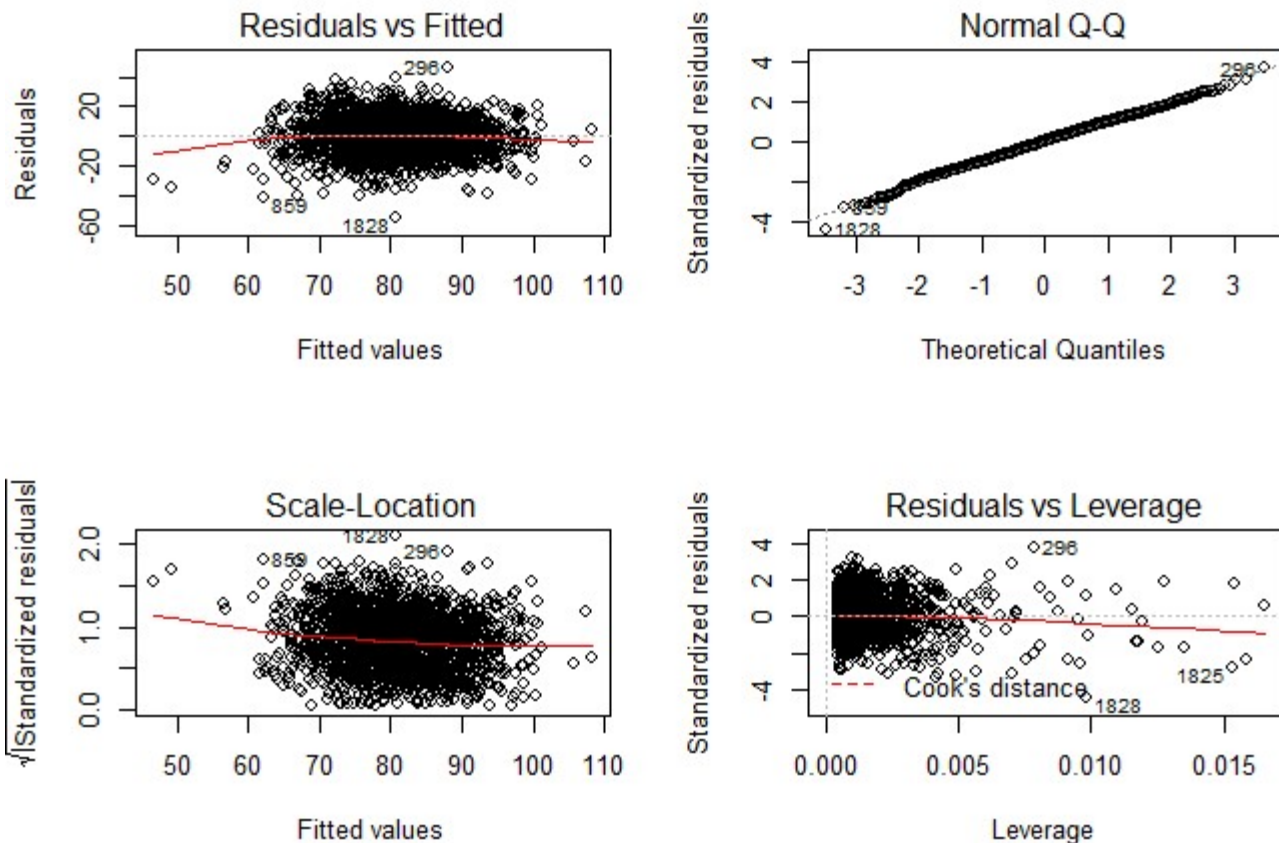 Residuals vs Fitted
Residuals
20
-20
-60
296
859
1828
50 60 70 80 90 100 110
Fitted values
Normal Q-Q
Standardized residuals
4
2
0
-4
296
859
1828
-3 -2 -1 0 1 2 3
Theoretical Quantiles
Scale-Location
√|Standardized residuals|
2.0
1.0
0.0
1828
859
296
50 60 70 80 90 100 110
Fitted values
Residuals vs Leverage
Standardized residuals
4
2
0
-4
296
1825
Cook's distance
1828
0.000 0.005 0.010 0.015
Leverage